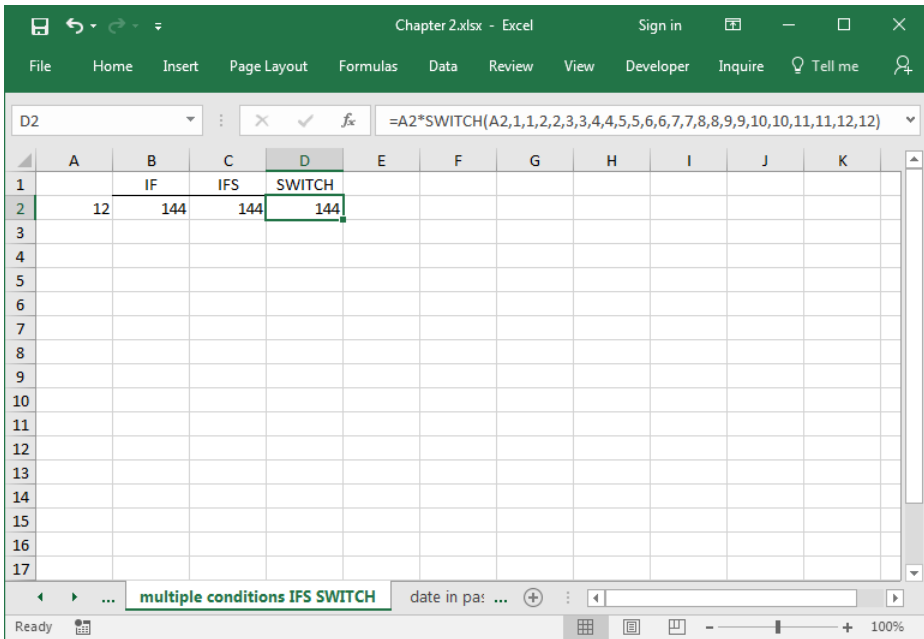 Chapter 2.xlsx - Excel Sign in
File Home Insert Page Layout Formulas Data Review View Developer Inquire Tell me
D2 fx =A2*SWITCH(A2,1,1,2,2,3,3,4,4,5,5,6,6,7,7,8,8,9,9,10,10,11,11,12,12)
A B C D E F G H I J K
1 IF IFS SWITCH
2 12 144 144 144
3
4
5
6
7
8
9
10
11
12
13
14
15
16
17
... multiple conditions IFS SWITCH date in pas ...
Ready 100%